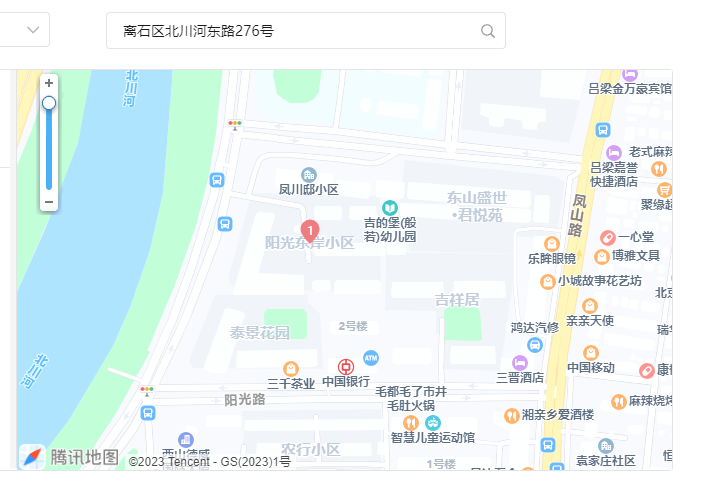 离石区北川河东路276号
北川河
吕梁金万豪宾馆
老式麻辣
吕梁嘉誉
快捷酒店
凤川邸小区
东山盛世
·君悦苑
聚缘超
吉的堡(般
若)幼儿园
凤山路
1
阳光东岸小区
一心堂
乐眸眼镜
博雅文具
小城故事花艺坊
北京
吉祥居
亲亲天使
泰景花园
2号楼
鸿达汽修
瑞华
ATM
北川河
三千茶业
中国银行
三晋酒店
中国移动
康
毛都毛了市井
毛肚火锅
阳光路
麻辣烧烤
湘亲乡爱酒楼
智慧儿童运动馆
农行小区
袁家庄社区
恒
1号楼
腾讯地图
©2023 Tencent - GS(2023)1号